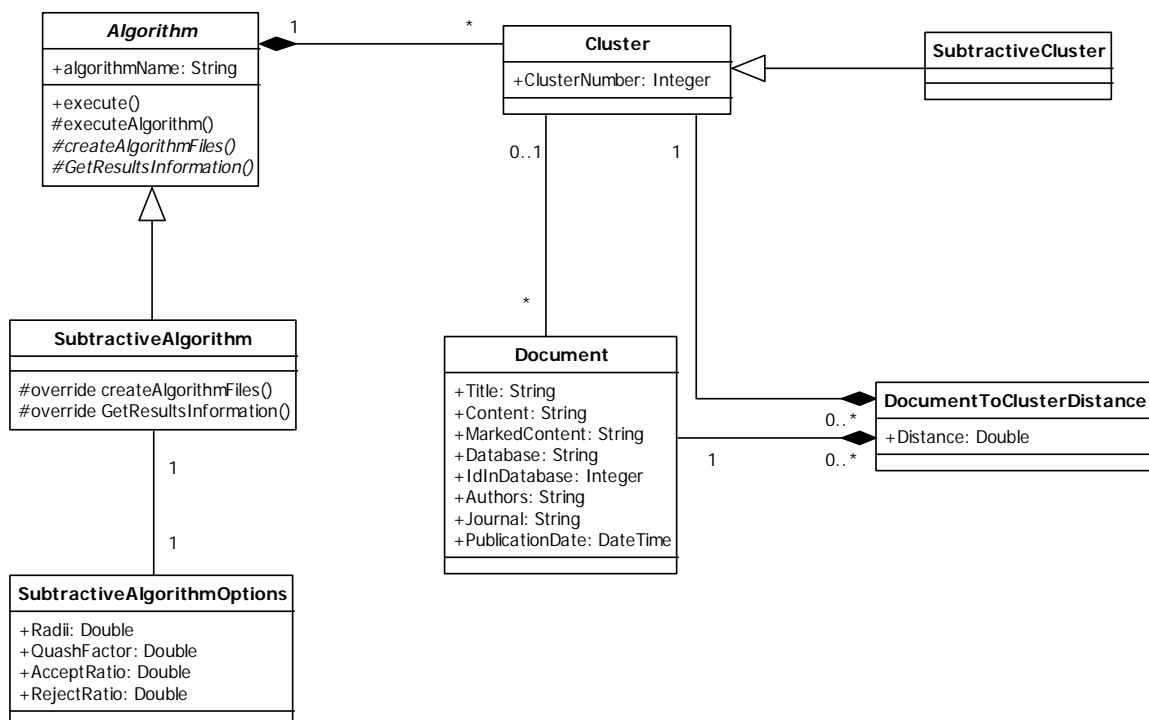 Algorithm
+algorithmName: String
+execute()
#executeAlgorithm()
#createAlgorithmFiles()
#GetResultsInformation()
1
*
Cluster
+ClusterNumber: Integer
SubtractiveCluster
0..1
1
*
SubtractiveAlgorithm
#override createAlgorithmFiles()
#override GetResultsInformation()
1
1
SubtractiveAlgorithmOptions
+Radii: Double
+QuashFactor: Double
+AcceptRatio: Double
+RejectRatio: Double
Document
+Title: String
+Content: String
+MarkedContent: String
+Database: String
+IdInDatabase: Integer
+Authors: String
+Journal: String
+PublicationDate: DateTime
0..*
1
0..*
DocumentToClusterDistance
+Distance: Double